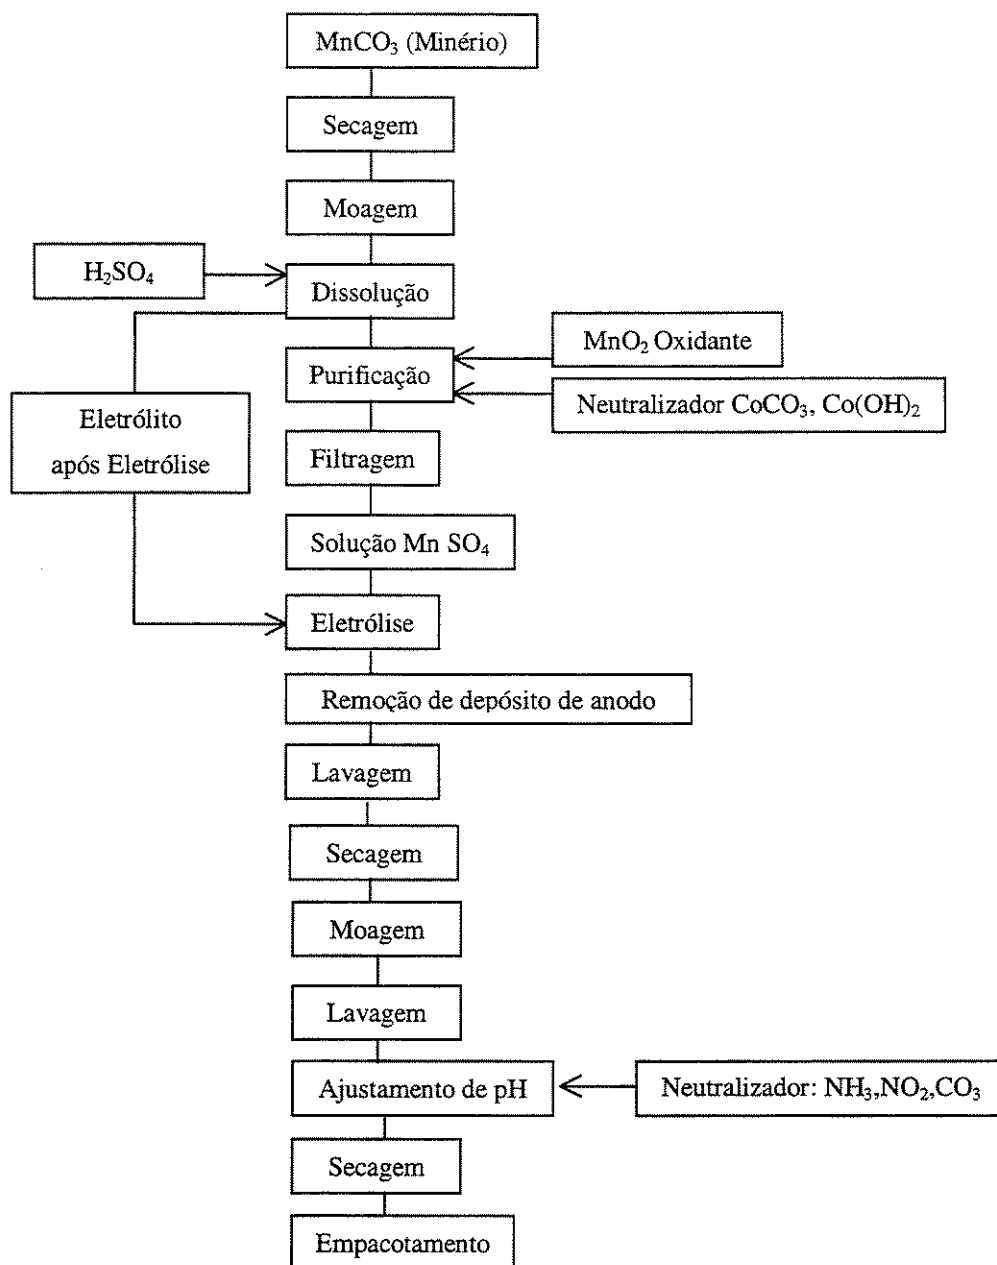 MnCO₃ (Minério)
Secagem
Moagem
H₂SO₄
Dissolução
MnO₂ Oxidante
Purificação
Neutralizador CoCO₃, Co(OH)₂
Eletrólito
após Eletrólise
Filtragem
Solução Mn SO₄
Eletrólise
Remoção de depósito de anodo
Lavagem
Secagem
Moagem
Lavagem
Ajustamento de pH
Neutralizador: NH₃,NO₂,CO₃
Secagem
Empacotamento